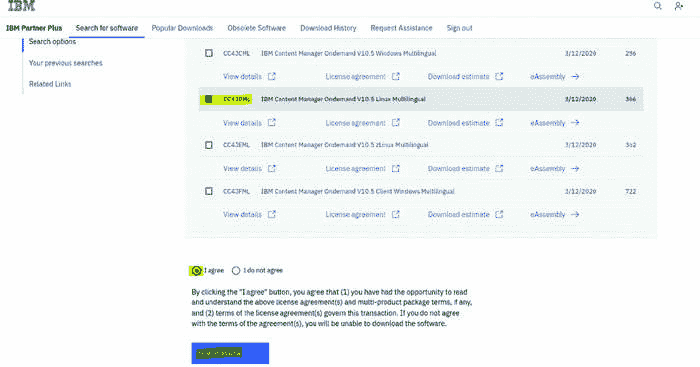 IBM
IBM Partner Plus Search for software Popular Downloads Obsolete Software Download History Request Assistance Sign out
Search options
Your previous searches
Related Links
CC43CML IBM Content Manager Ondemand V10.5 Windows Multilingual 3/12/2020 256
View details License agreement Download estimate eAssembly
IBM Content Manager Ondemand V10.5 Linux Multilingual 3/12/2020 366
View details License agreement Download estimate eAssembly
CC43EML IBM Content Manager Ondemand V10.5 zLinux Multilingual 3/12/2020 362
View details License agreement Download estimate eAssembly
CC43FML IBM Content Manager Ondemand V10.5 Client Windows Multilingual 3/12/2020 722
View details License agreement Download estimate eAssembly
I agree I do not agree
By clicking the "I agree" button, you agree that (1) you have had the opportunity to read
and understand the above license agreement(s) and multi-product package terms, if any,
and (2) terms of the license agreement(s) govern this transaction. If you do not agree
with the terms of the agreement(s), you will be unable to download the software.